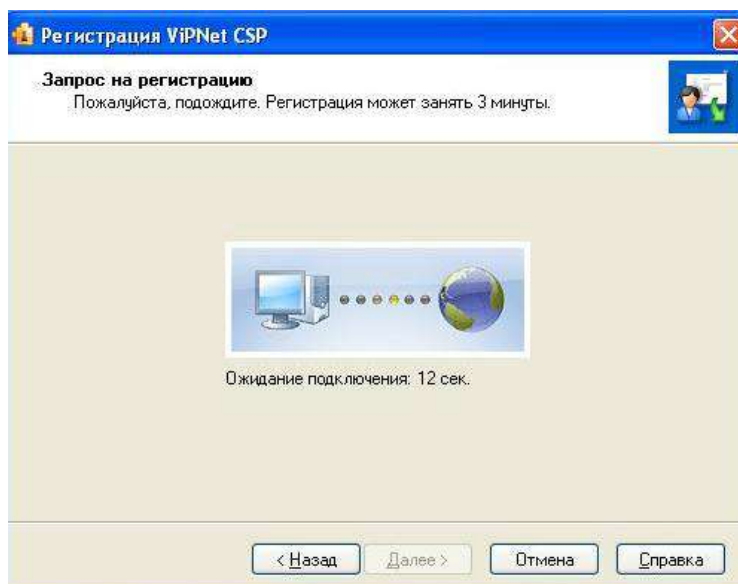 Регистрация ViPNet CSP
Запрос на регистрацию
Пожалуйста, подождите. Регистрация может занять 3 минуты.
Ожидание подключения: 12 сек.
< Назад Далее > Отмена Справка